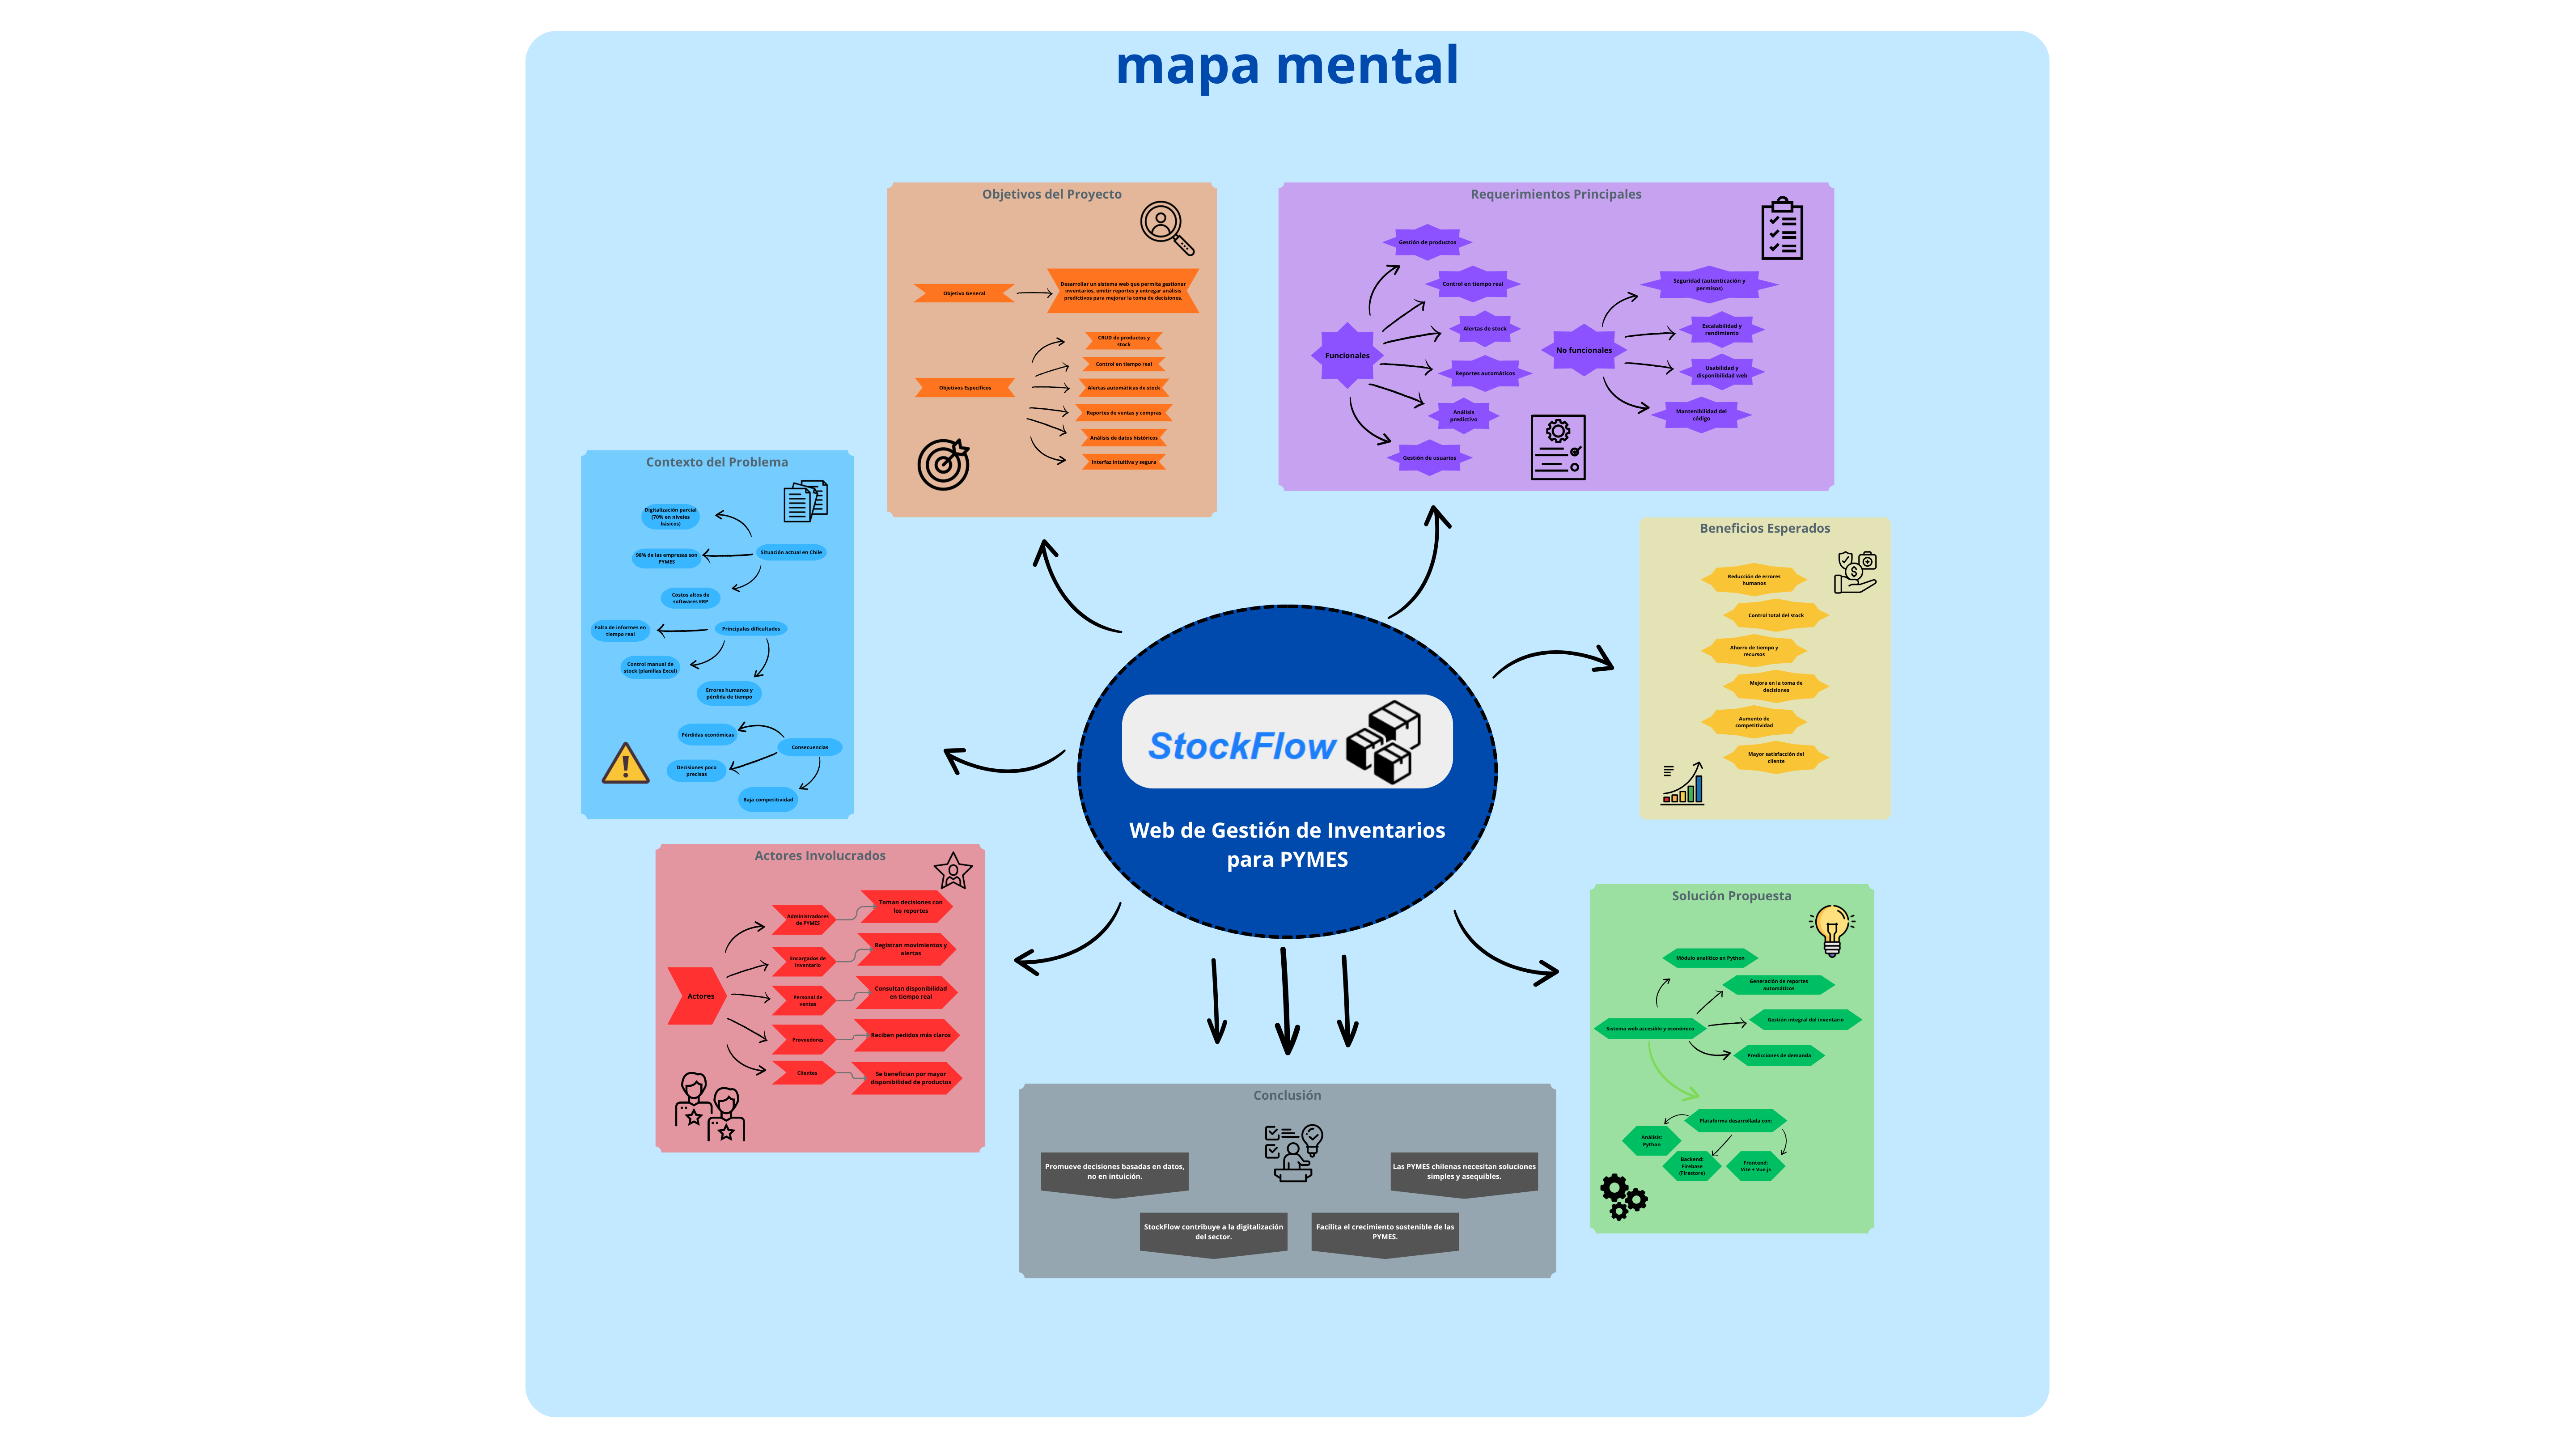 mapa mental
Objetivos del Proyecto
Objetivo General
Desarrollar un sistema web que permita gestionar
inventarios, emitir reportes y entregar análisis
predictivos para mejorar la toma de decisiones.
Objetivos Específicos
CRUD de productos y
stock
Control en tiempo real
Alertas automáticas de stock
Reportes de ventas y compras
Análisis de datos históricos
Interfaz intuitiva y segura
Requerimientos Principales
Funcionales
Gestión de productos
Control en tiempo real
Alertas de stock
Reportes automáticos
Análisis
predictivo
Gestión de usuarios
No funcionales
Seguridad (autenticación y
permisos)
Escalabilidad y
rendimiento
Usabilidad y
disponibilidad web
Mantenibilidad del
código
Contexto del Problema
Situación actual en Chile
Digitalización parcial
(70% en niveles
básicos)
98% de las empresas son
PYMES
Costos altos de
softwares ERP
Principales dificultades
Falta de informes en
tiempo real
Control manual de
stock (planillas Excel)
Errores humanos y
pérdida de tiempo
Consecuencias
Pérdidas económicas
Decisiones poco
precisas
Baja competitividad
Beneficios Esperados
Reducción de errores
humanos
Control total del stock
Ahorro de tiempo y
recursos
Mejora en la toma de
decisiones
Aumento de
competitividad
Mayor satisfacción del
cliente
StockFlow
Web de Gestión de Inventarios
para PYMES
Actores Involucrados
Actores
Administradores
de PYMES
Toman decisiones con
los reportes
Encargados de
inventario
Registran movimientos y
alertas
Personal de
ventas
Consultan disponibilidad
en tiempo real
Proveedores
Reciben pedidos más claros
Clientes
Se benefician por mayor
disponibilidad de productos
Solución Propuesta
Módulo analítico en Python
Generación de reportes
automáticos
Gestión integral del inventario
Sistema web accesible y económico
Predicciones de demanda
Plataforma desarrollada con:
Análisis:
Python
Backend:
Firebase
(Firestore)
Frontend:
Vite + Vue.js
Conclusión
Promueve decisiones basadas en datos,
no en intuición.
Las PYMES chilenas necesitan soluciones
simples y asequibles.
StockFlow contribuye a la digitalización
del sector.
Facilita el crecimiento sostenible de las
PYMES.